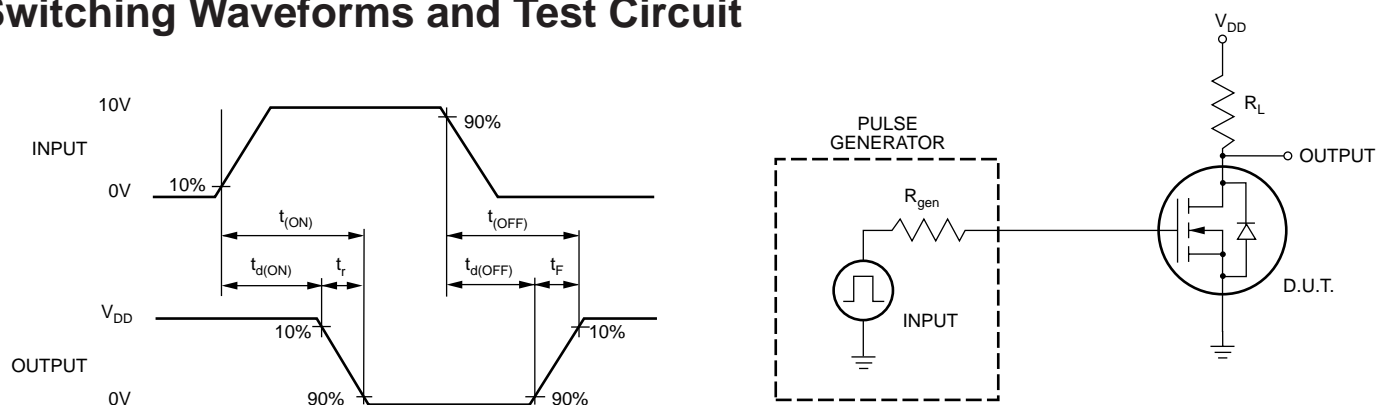 Switching Waveforms and Test Circuit
10V
INPUT
0V
10%
90%
t(ON)
t(OFF)
td(ON)
tr
td(OFF)
tF
VDD
10%
10%
OUTPUT
0V
90%
90%
VDD
RL
OUTPUT
PULSE
GENERATOR
Rgen
INPUT
D.U.T.